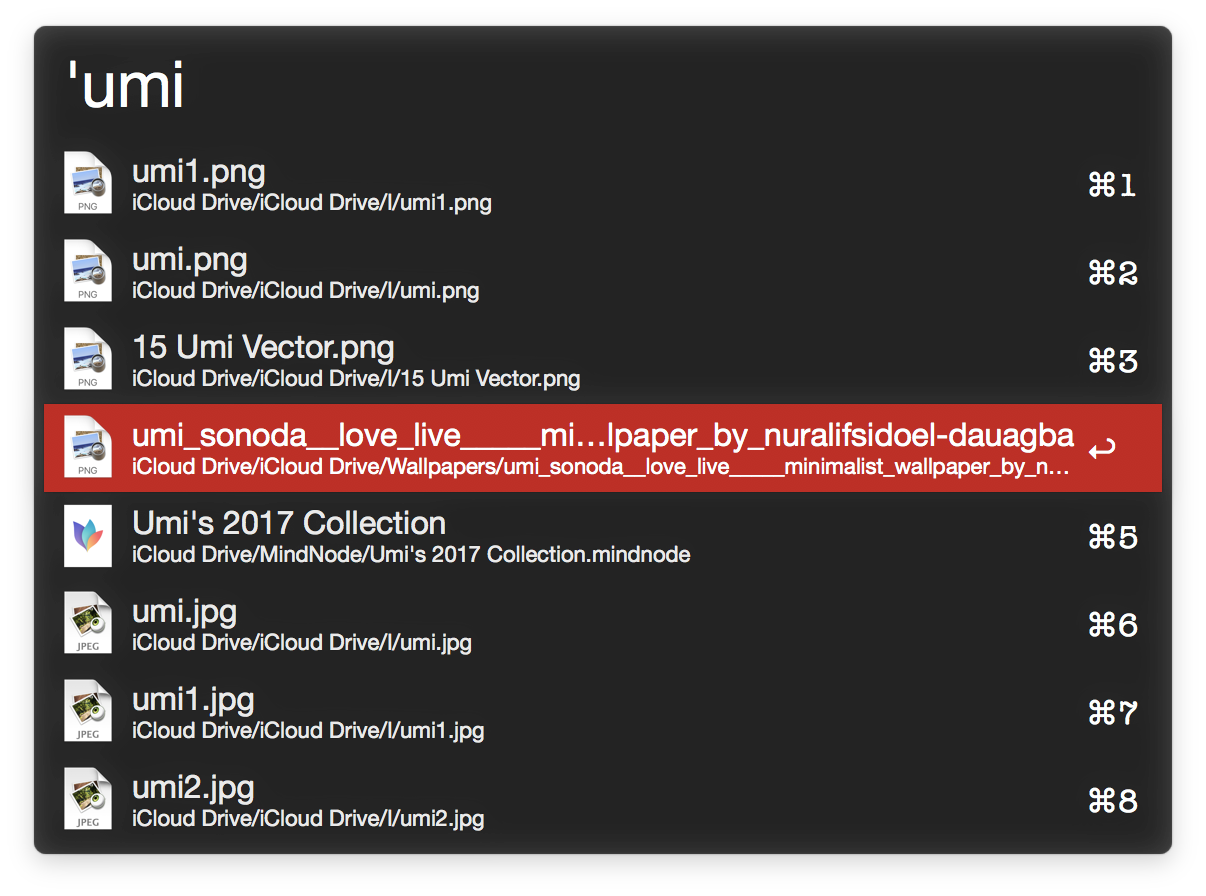 'umi
umi1.png
iCloud Drive/iCloud Drive/I/umi1.png
⌘1
PNG
umi.png
iCloud Drive/iCloud Drive/I/umi.png
⌘2
PNG
15 Umi Vector.png
iCloud Drive/iCloud Drive/I/15 Umi Vector.png
⌘3
PNG
umi_sonoda__love_live_____mi...lpaper_by_nuralifsidoel-dauagba
iCloud Drive/iCloud Drive/Wallpapers/umi_sonoda__love_live_____minimalist_wallpaper_by_n...
↩
PNG
Umi's 2017 Collection
iCloud Drive/MindNode/Umi's 2017 Collection.mindnode
⌘5
umi.jpg
iCloud Drive/iCloud Drive/I/umi.jpg
⌘6
JPEG
umi1.jpg
iCloud Drive/iCloud Drive/I/umi1.jpg
⌘7
JPEG
umi2.jpg
iCloud Drive/iCloud Drive/I/umi2.jpg
⌘8
JPEG